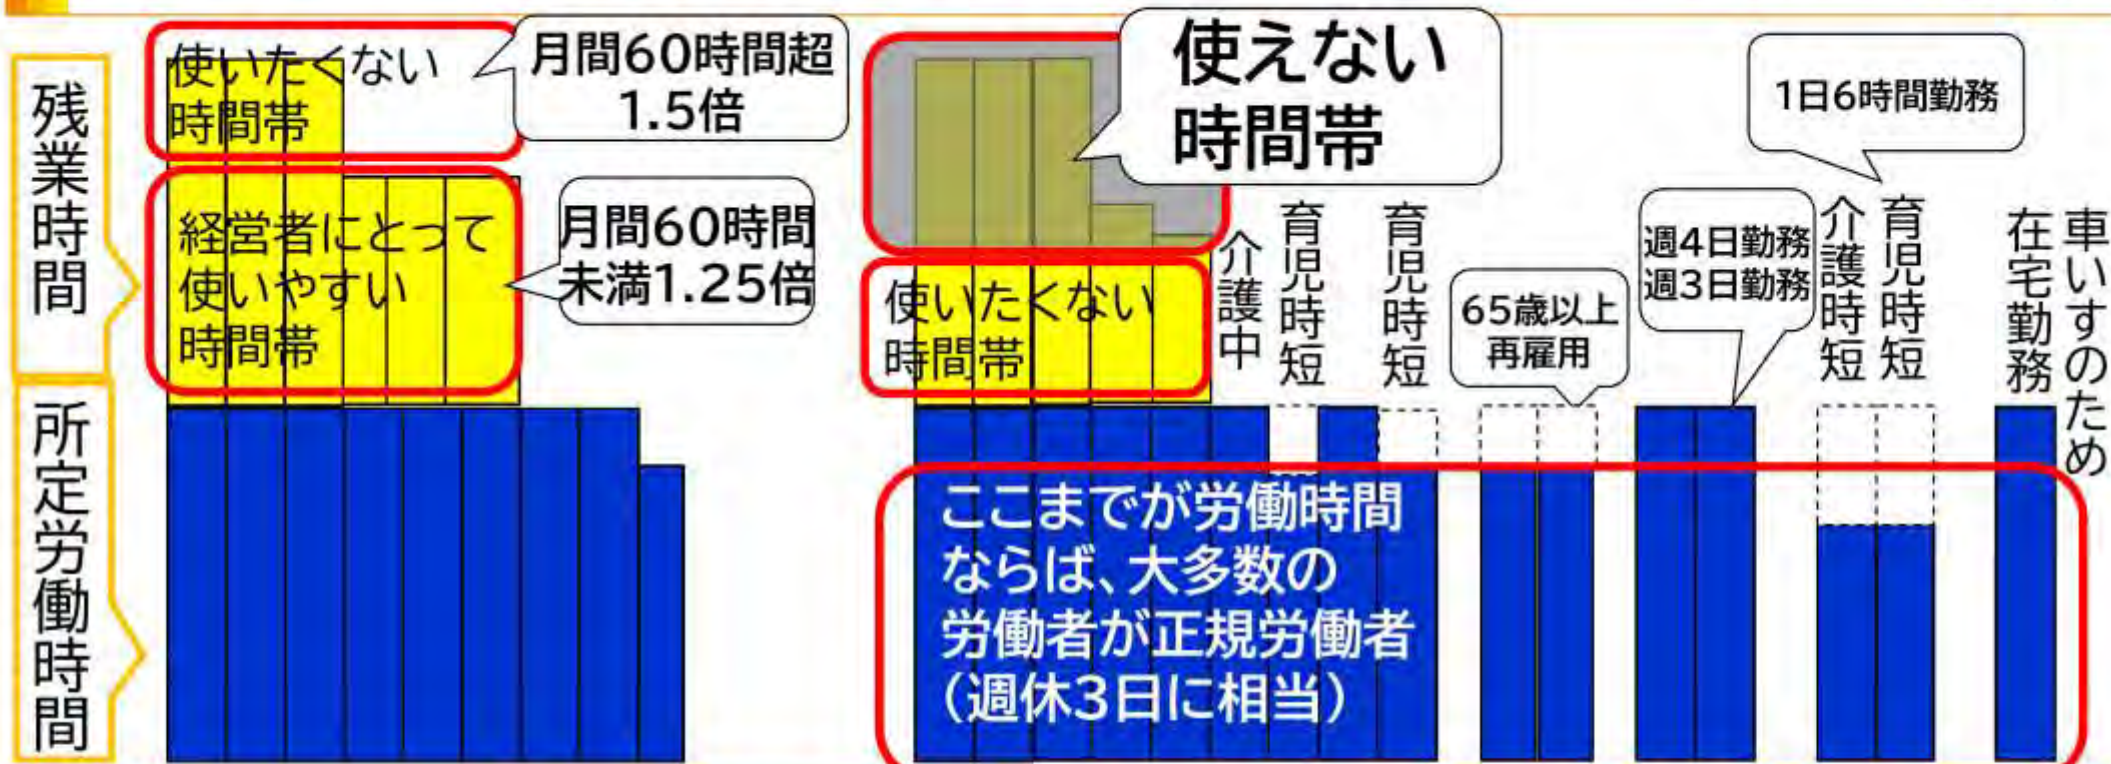 残業時間
所定労働時間
使いたくない
時間帯
月間60時間超
1.5倍
経営者にとって
使いやすい
時間帯
月間60時間
未満1.25倍
使えない
時間帯
使いたくない
時間帯
介護中
育児時短
育児時短
65歳以上
再雇用
週4日勤務
週3日勤務
1日6時間勤務
介護時短
育児時短
車いすのため
在宅勤務
ここまでが労働時間
ならば、大多数の
労働者が正規労働者
(週休3日に相当)